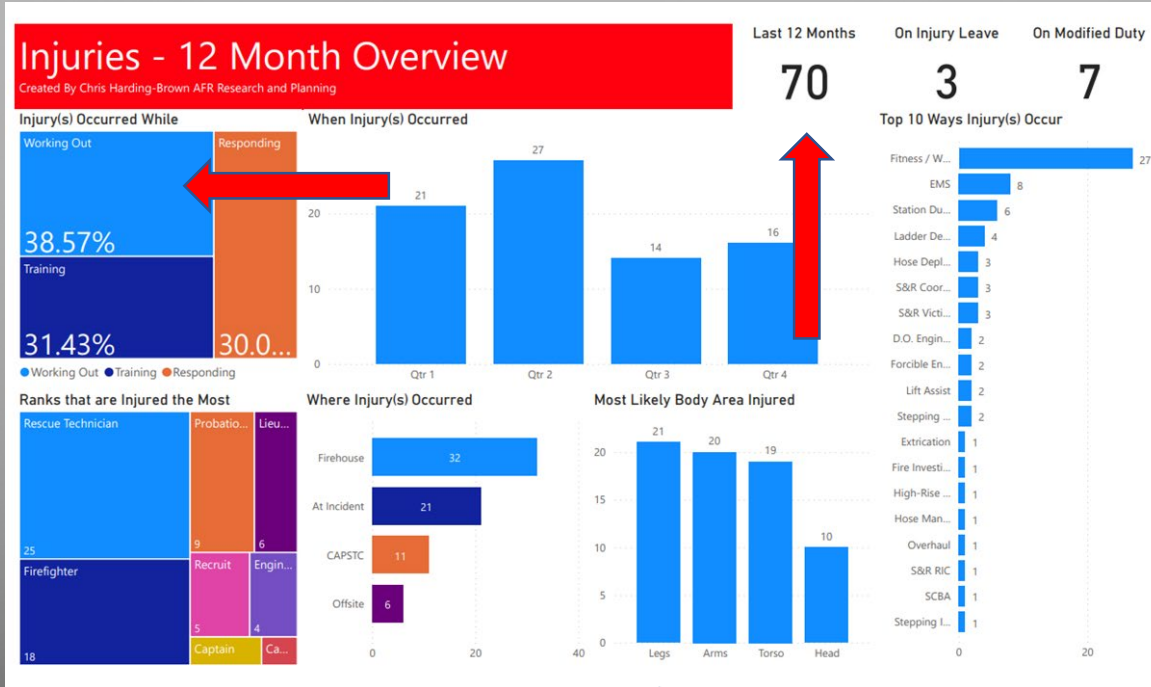 Injuries - 12 Month Overview
Created By Chris Harding-Brown AFR Research and Planning
Last 12 Months
70
On Injury Leave
3
On Modified Duty
7
Injury(s) Occurred While
Working Out
38.57%
Training
31.43%
Responding
30.0...
Working Out Training Responding
When Injury(s) Occurred
20
10
0
21
27
14
16
Qtr 1
Qtr 2
Qtr 3
Qtr 4
Top 10 Ways Injury(s) Occur
Fitness / W... 27
EMS 8
Station Du... 6
Ladder De... 4
Hose Depl... 3
S&R Coor... 3
S&R Victi... 3
D.O. Engin... 2
Forcible En... 2
Lift Assist 2
Stepping ... 2
Extrication 1
Fire Investi... 1
High-Rise ... 1
Hose Man... 1
Overhaul 1
S&R RIC 1
SCBA 1
Stepping I... 1
0 20
Ranks that are Injured the Most
Rescue Technician
25
Firefighter
18
Probatio...
9
Lieu...
6
Recruit
5
Engin...
4
Captain
Ca...
Where Injury(s) Occurred
Firehouse 32
At Incident 21
CAPSTC 11
Offsite 6
0 20 40
Most Likely Body Area Injured
20
15
10
5
0
21
20
19
10
Legs
Arms
Torso
Head